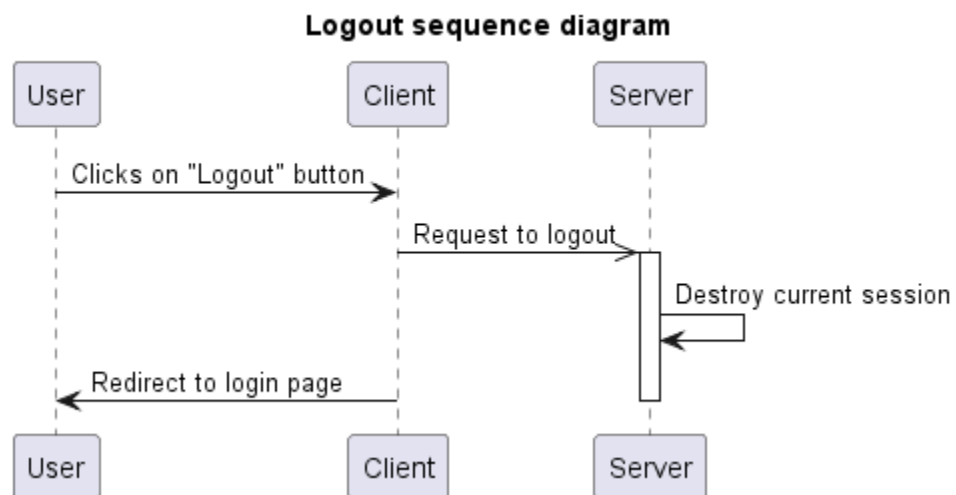 Logout sequence diagram
User
Client
Server
Clicks on "Logout" button
Request to logout
Destroy current session
Redirect to login page
User
Client
Server